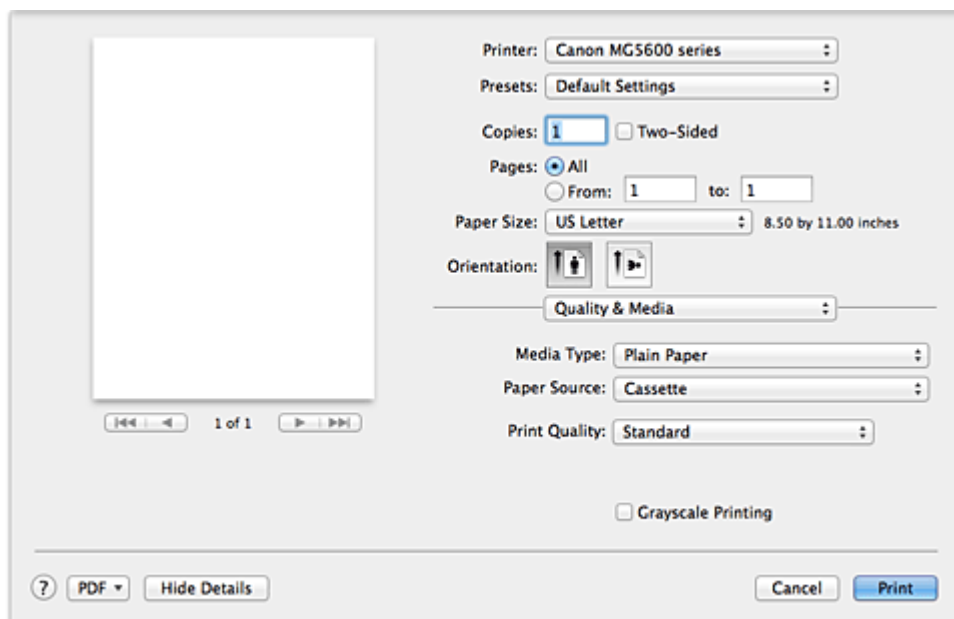 Printer: Canon MG5600 series
Presets: Default Settings
Copies: 1 Two-Sided
Pages: All
From: 1 to: 1
Paper Size: US Letter 8.50 by 11.00 inches
Orientation:
Quality & Media
Media Type: Plain Paper
Paper Source: Cassette
1 of 1
Print Quality: Standard
Grayscale Printing
? PDF Hide Details Cancel Print